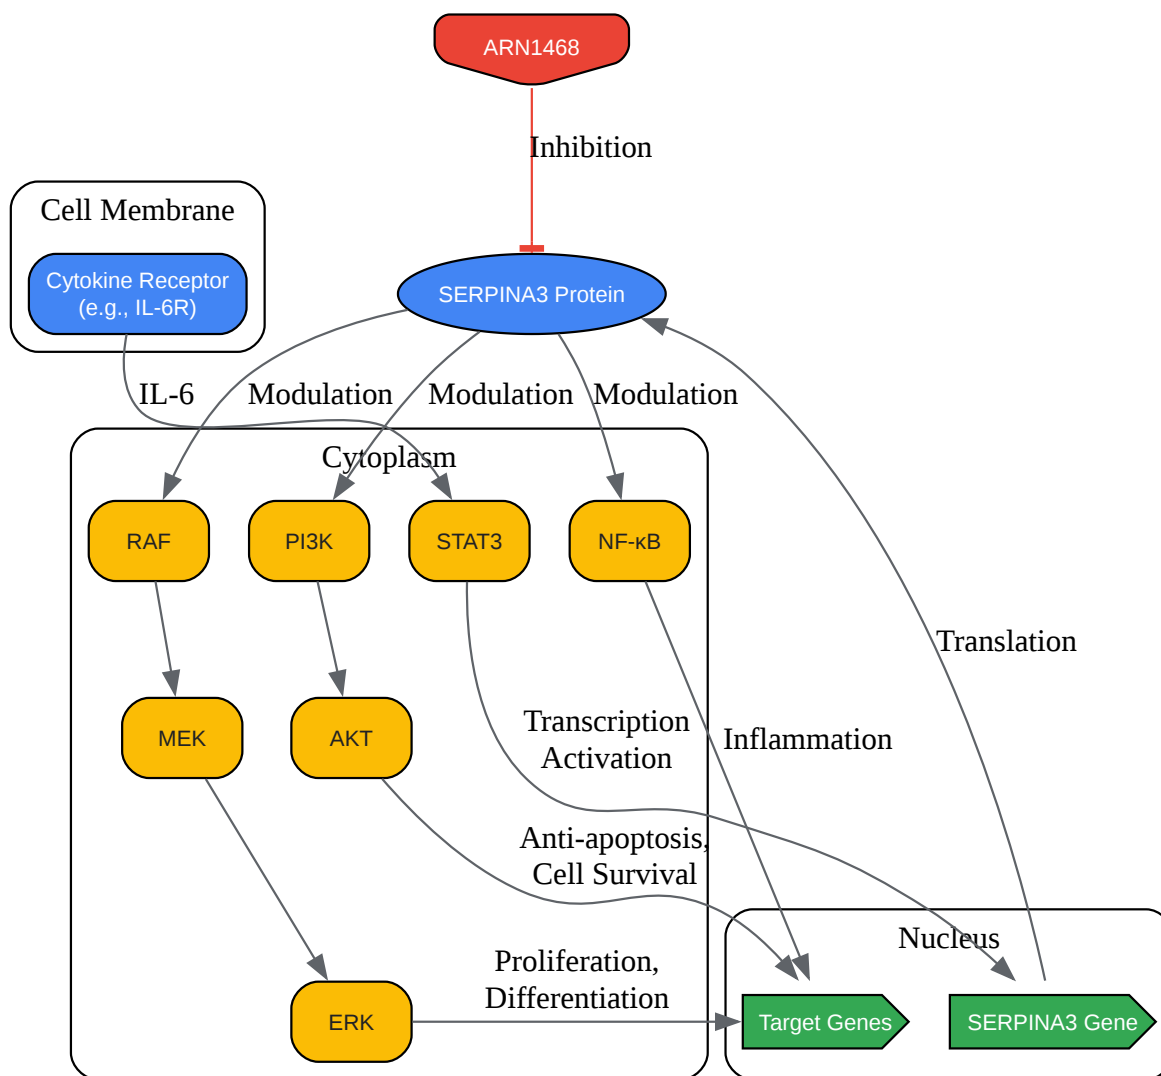 ARN1468
Inhibition
Cell Membrane
Cytokine Receptor
(e.g., IL-6R)
SERPINA3 Protein
IL-6
Modulation
Modulation
Modulation
Cytoplasm
RAF
PI3K
STAT3
NF-κB
Translation
MEK
AKT
Transcription
Activation
Inflammation
Anti-apoptosis,
Cell Survival
Nucleus
Proliferation,
Differentiation
ERK
Target Genes
SERPINA3 Gene